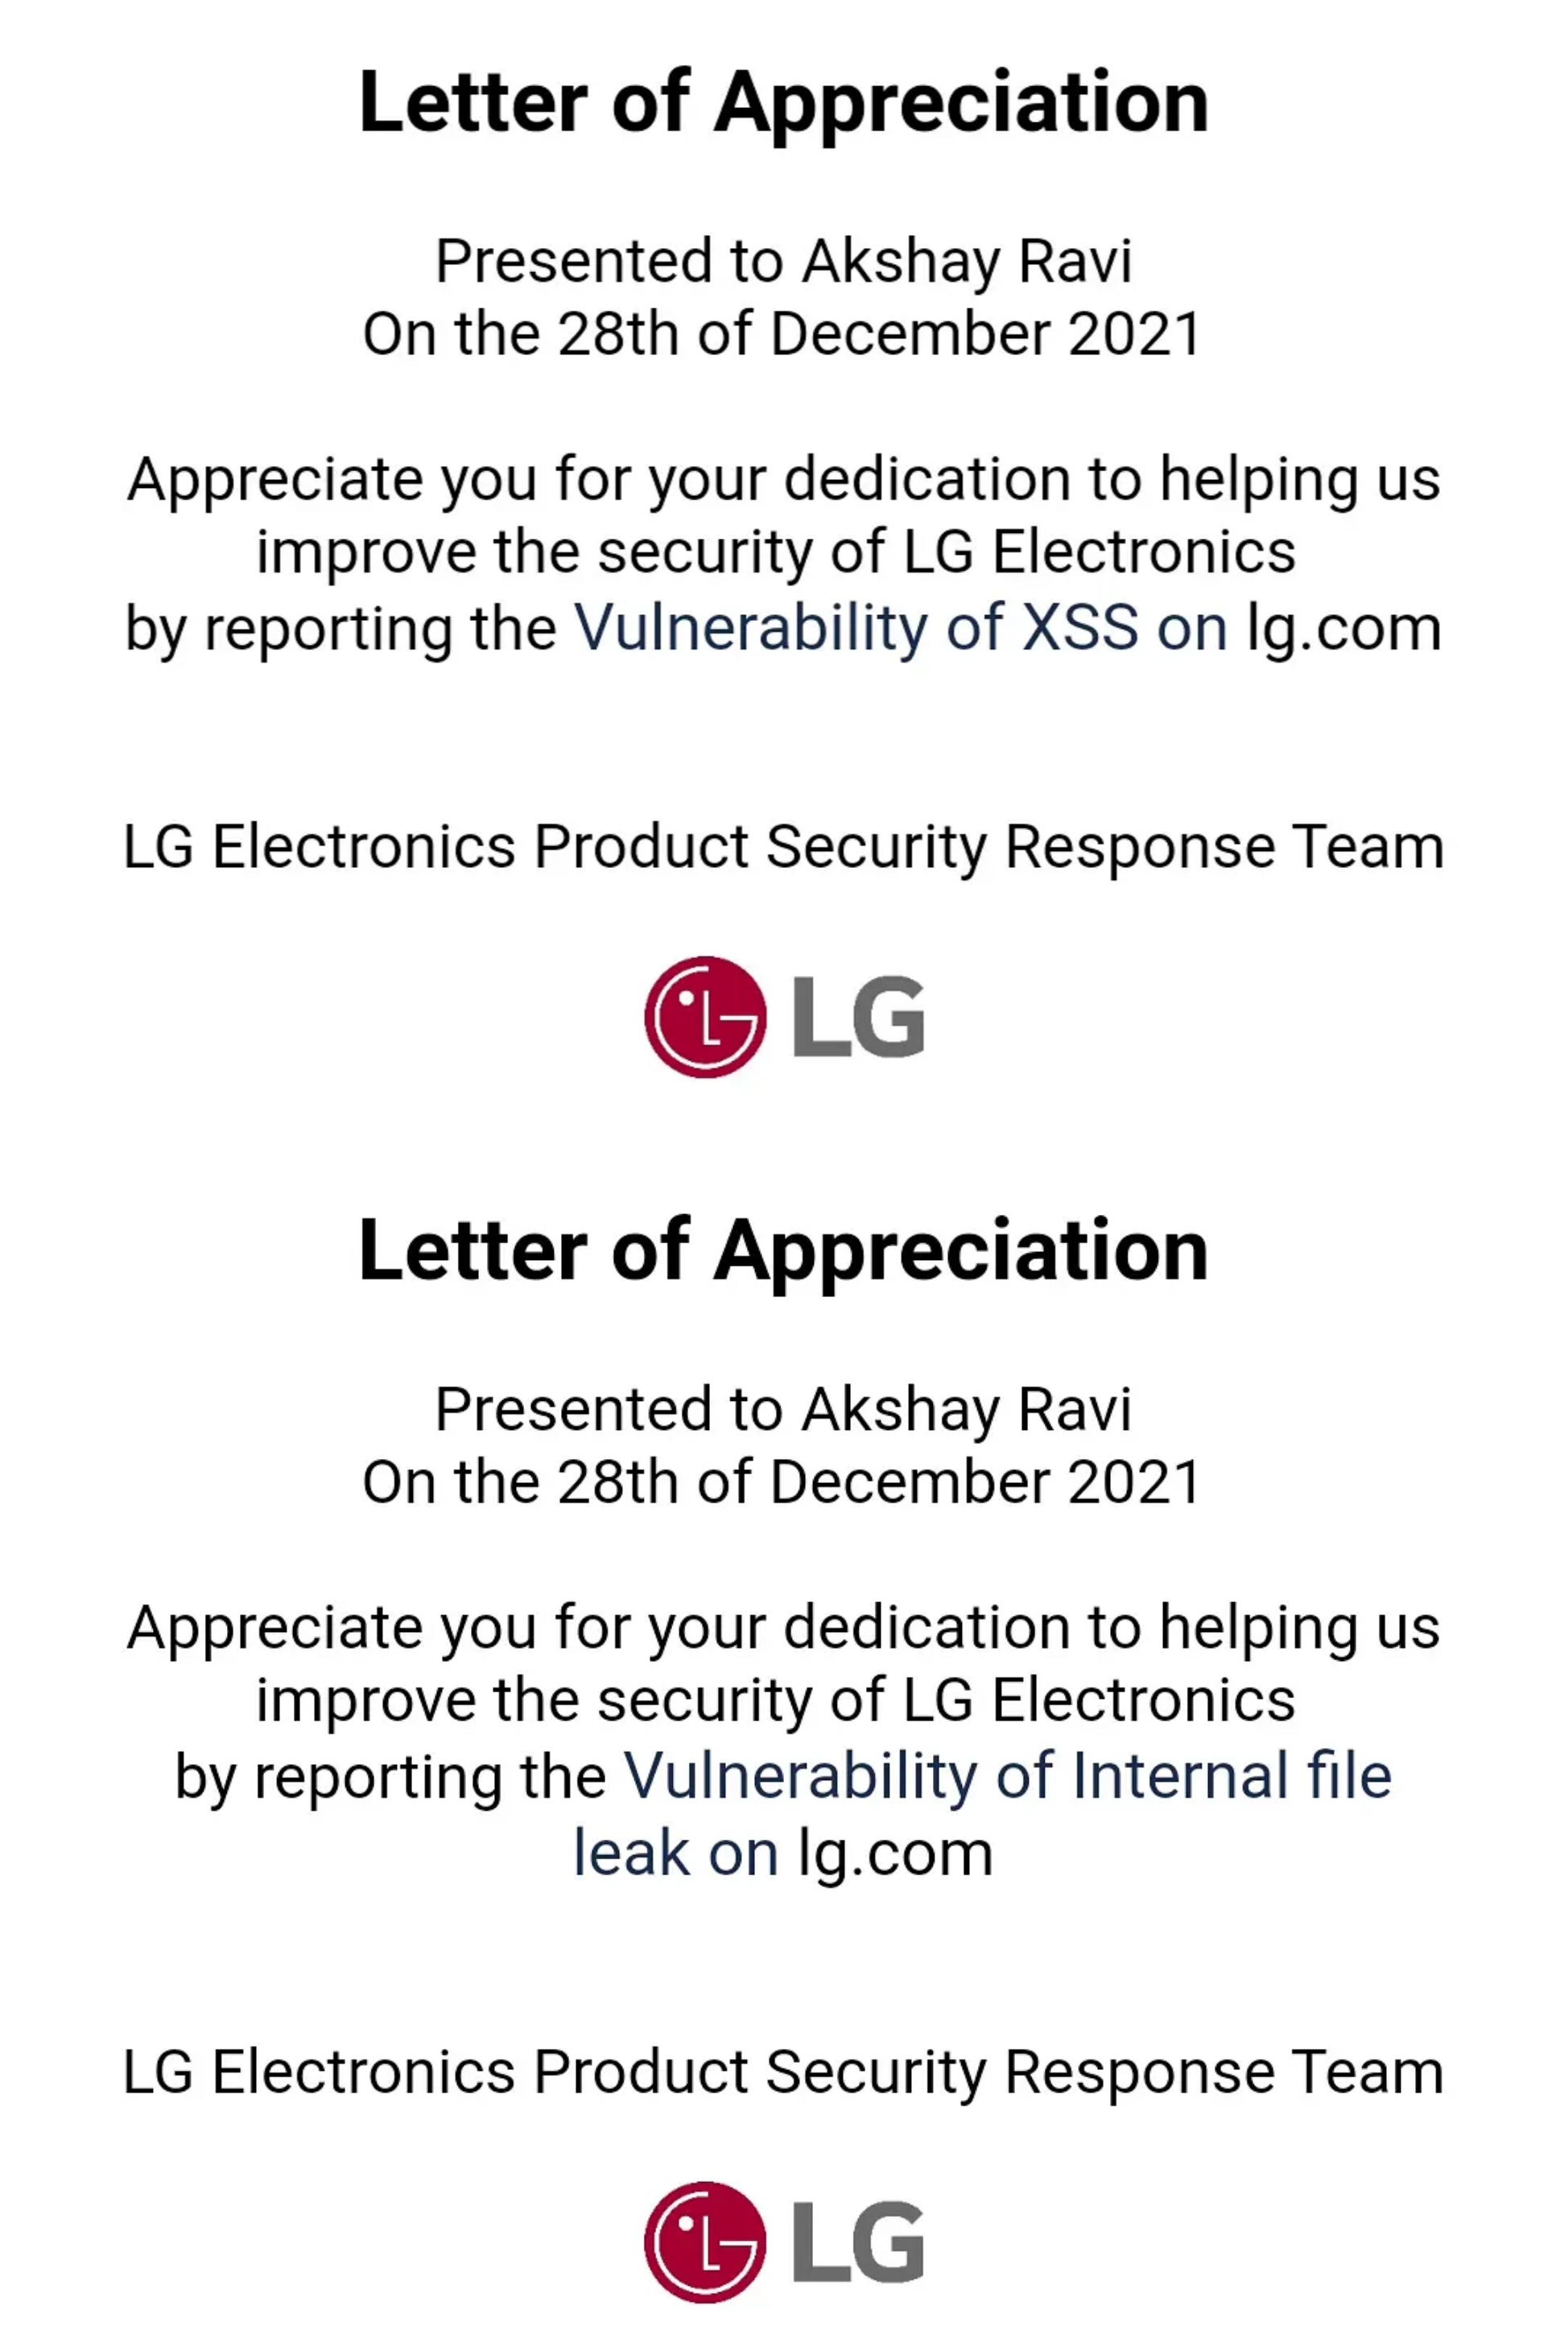 Letter of Appreciation
Presented to Akshay Ravi
On the 28th of December 2021
Appreciate you for your dedication to helping us
improve the security of LG Electronics
by reporting the Vulnerability of XSS on lg.com
LG Electronics Product Security Response Team
LG
Letter of Appreciation
Presented to Akshay Ravi
On the 28th of December 2021
Appreciate you for your dedication to helping us
improve the security of LG Electronics
by reporting the Vulnerability of Internal file
leak on lg.com
LG Electronics Product Security Response Team
LG